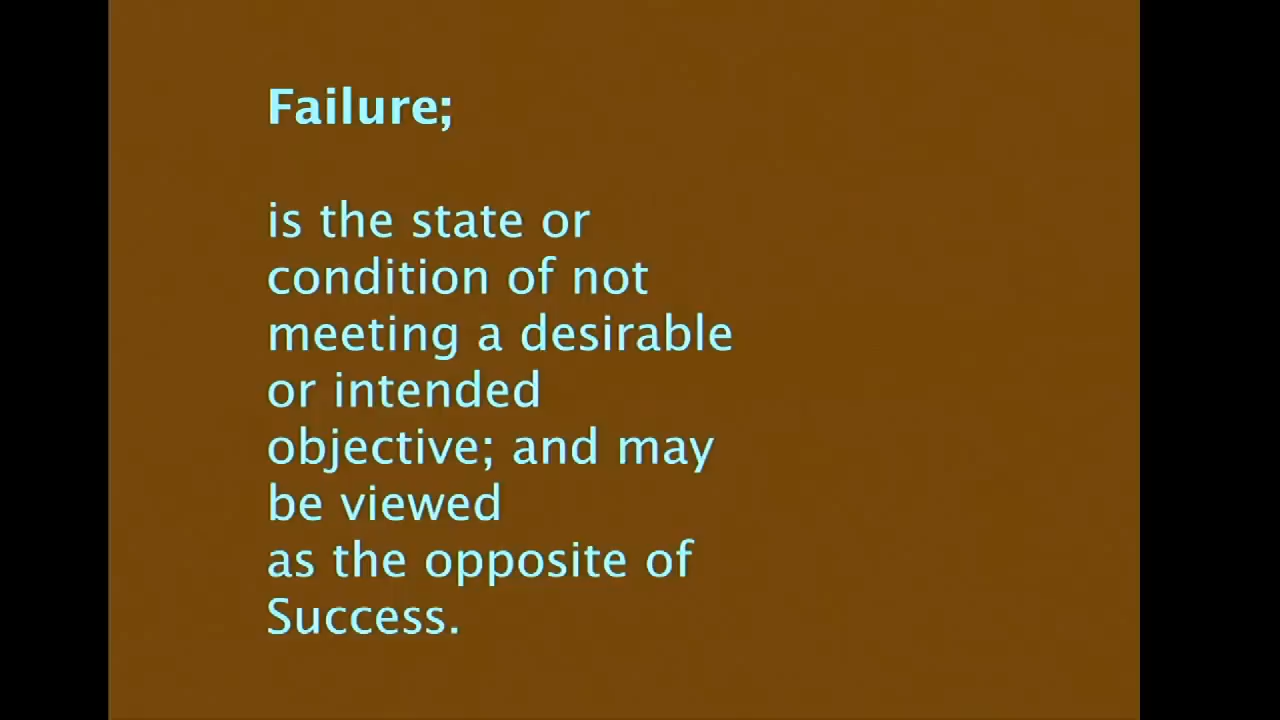 Failure;
is the state or
condition of not
meeting a desirable
or intended
objective; and may
be viewed
as the opposite of
Success.